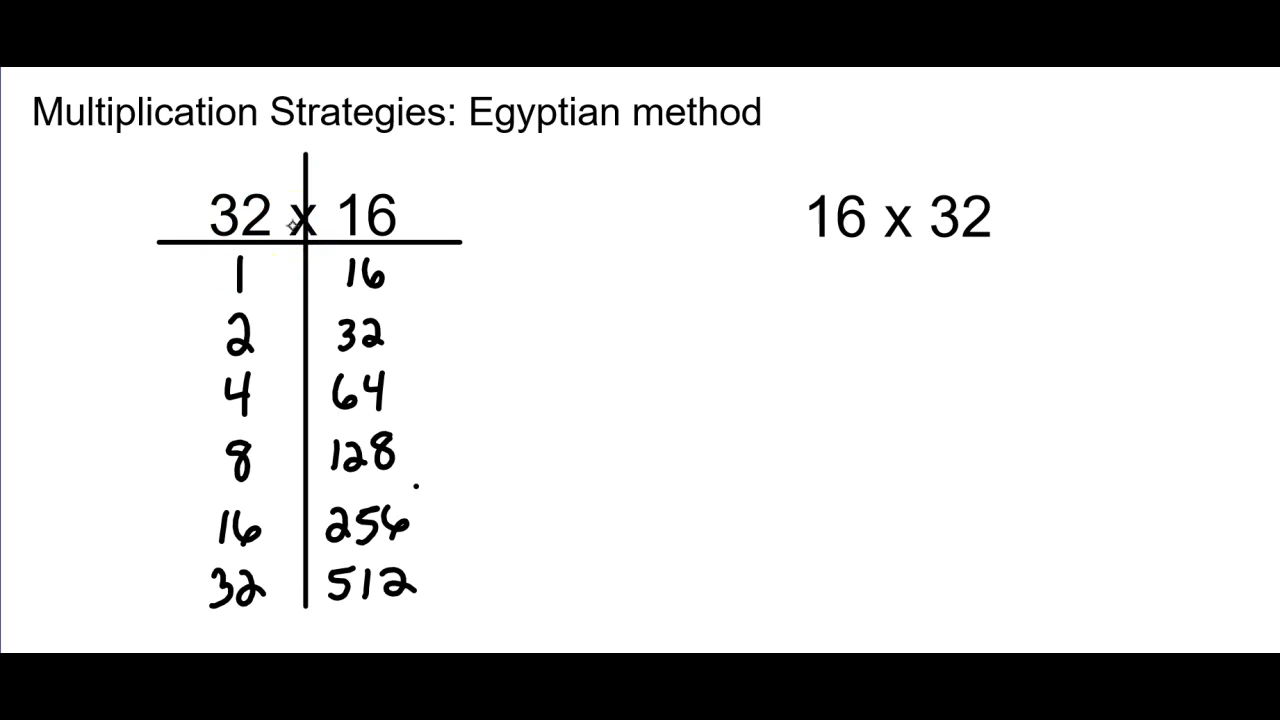 Multiplication Strategies: Egyptian method
32 x 16
1 16
2 32
4 64
8 128
16 256
32 512
16 x 32